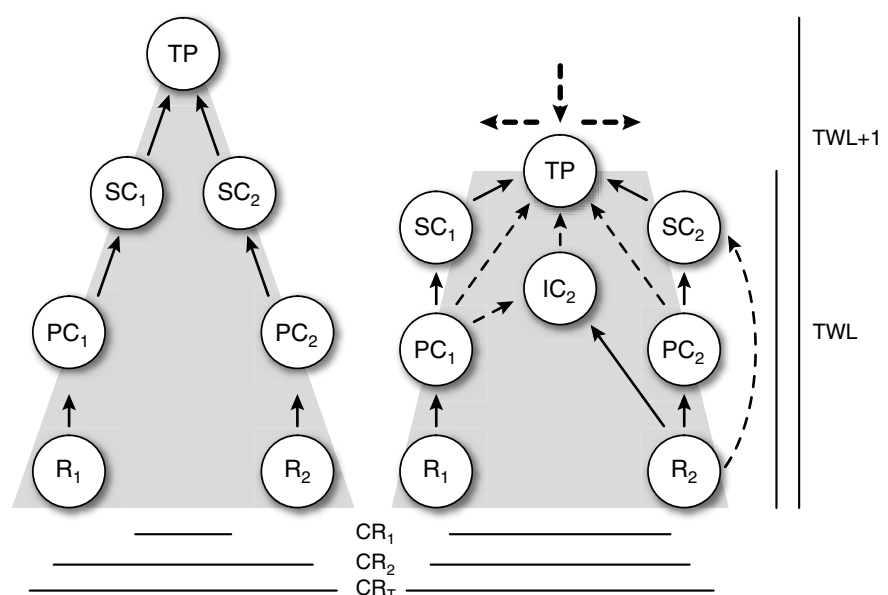 TP
TWL+1
TP
SC1 SC2
SC1 SC2
IC2
PC1 PC2
TWL
PC1 PC2
R1 R2
R1 R2
CR1
CR2
CRT